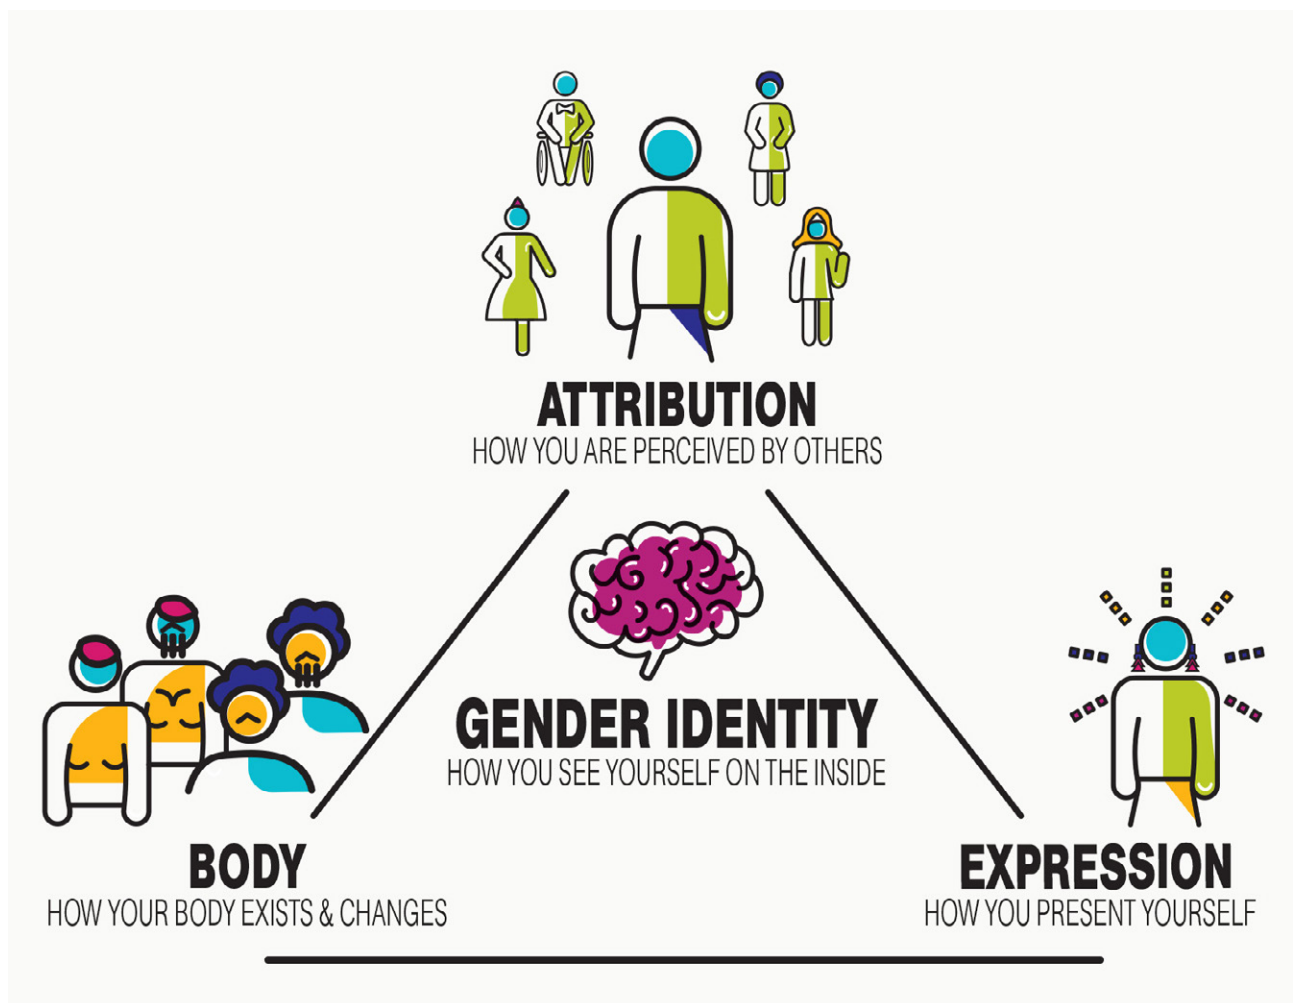 ATTRIBUTION
HOW YOU ARE PERCEIVED BY OTHERS
GENDER IDENTITY
HOW YOU SEE YOURSELF ON THE INSIDE
BODY
HOW YOUR BODY EXISTS & CHANGES
EXPRESSION
HOW YOU PRESENT YOURSELF